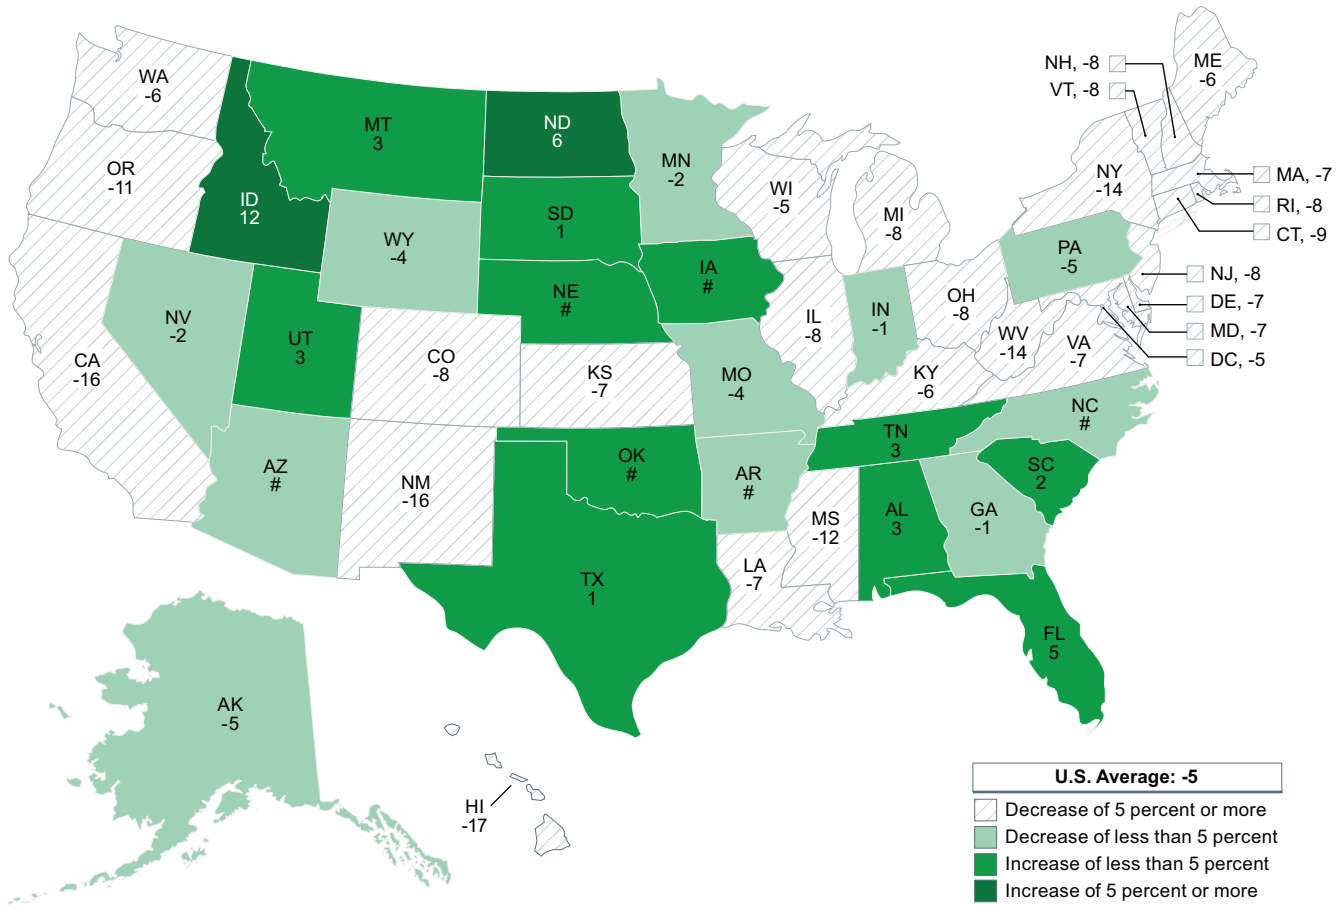 WA
-6
OR
-11
CA
-16
NV
-2
ID
12
MT
3
WY
-4
UT
3
AZ
#
CO
-8
NM
-16
ND
6
SD
1
NE
#
KS
-7
OK
#
TX
1
MN
-2
IA
#
MO
-4
AR
#
LA
-7
WI
-5
IL
-8
MI
-8
IN
-1
OH
-8
KY
-6
TN
3
MS
-12
AL
3
GA
-1
FL
5
SC
2
NC
#
WV
-14
VA
-7
PA
-5
NY
-14
ME
-6
NH, -8
VT, -8
MA, -7
RI, -8
CT, -9
NJ, -8
DE, -7
MD, -7
DC, -5
AK
-5
HI
-17
U.S. Average: -5
Decrease of 5 percent or more
Decrease of less than 5 percent
Increase of less than 5 percent
Increase of 5 percent or more